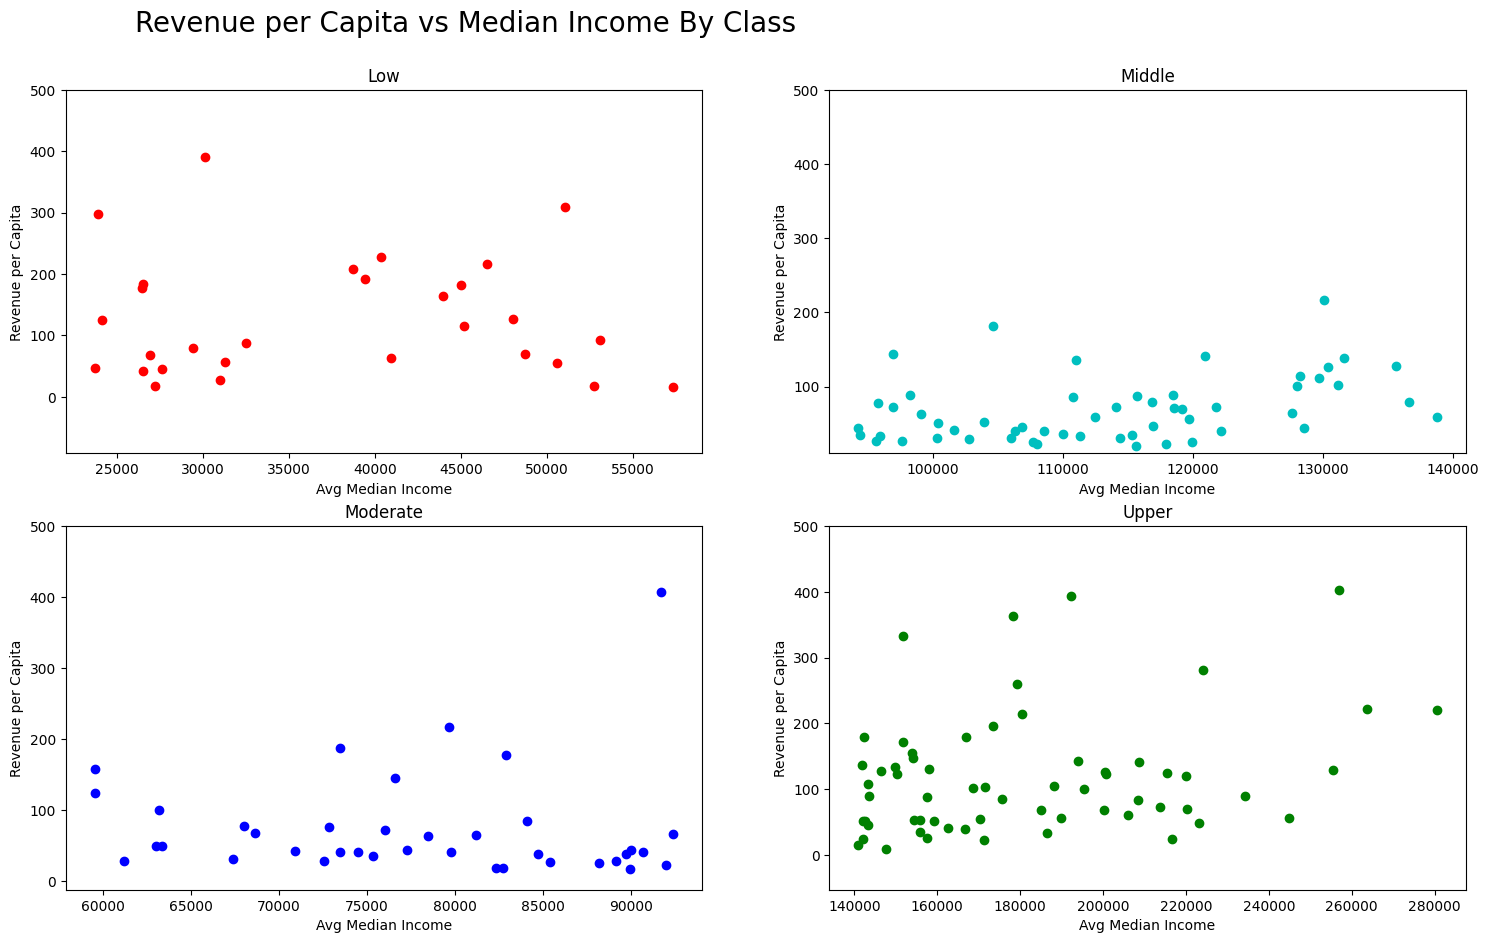 Revenue per Capita vs Median Income By Class
Low
500
400
300
200
100
0
Revenue per Capita
25000 30000 35000 40000 45000 50000 55000
Avg Median Income
Middle
500
400
300
200
100
Revenue per Capita
100000 110000 120000 130000 140000
Avg Median Income
Moderate
500
400
300
200
100
0
Revenue per Capita
60000 65000 70000 75000 80000 85000 90000
Avg Median Income
Upper
500
400
300
200
100
0
Revenue per Capita
140000 160000 180000 200000 220000 240000 260000 280000
Avg Median Income